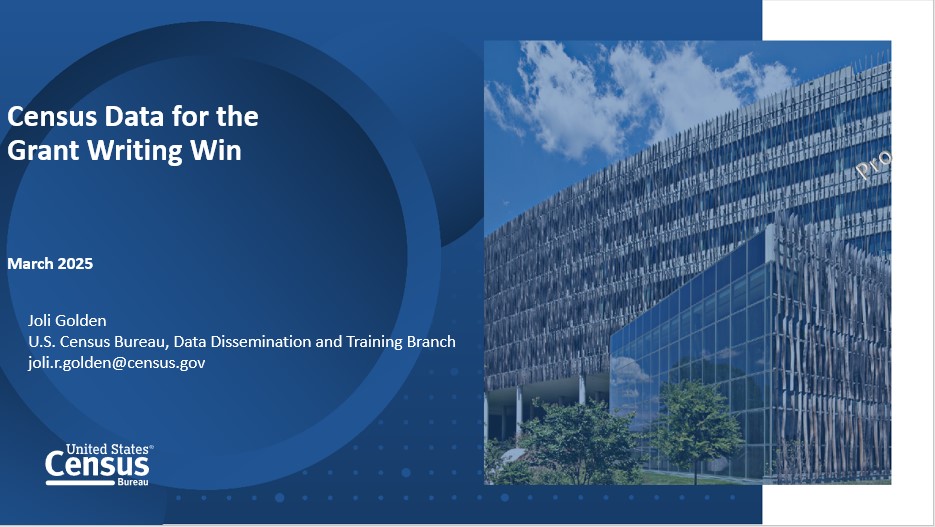 Census Data for the
Grant Writing Win
March 2025
Joli Golden
U.S. Census Bureau, Data Dissemination and Training Branch
joli.r.golden@census.gov
United States®
Census
Bureau
Pro